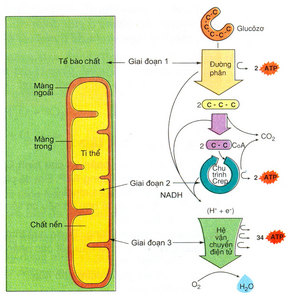 Glucôzơ
C-C-C
C-C-C
Tế bào chất
Giai đoạn 1
Đường
phân
2
ATP
Màng
ngoài
2
C-C-C
Màng
trong
Ti thể
CO2
2
C-C
CoA
Chu
trình
Crep
Giai đoạn 2
2
ATP
NADH
(H+ + e-)
Chất nền
Giai đoạn 3
Hệ
vận
chuyển
điện tử
34
ATP
O2
H2O